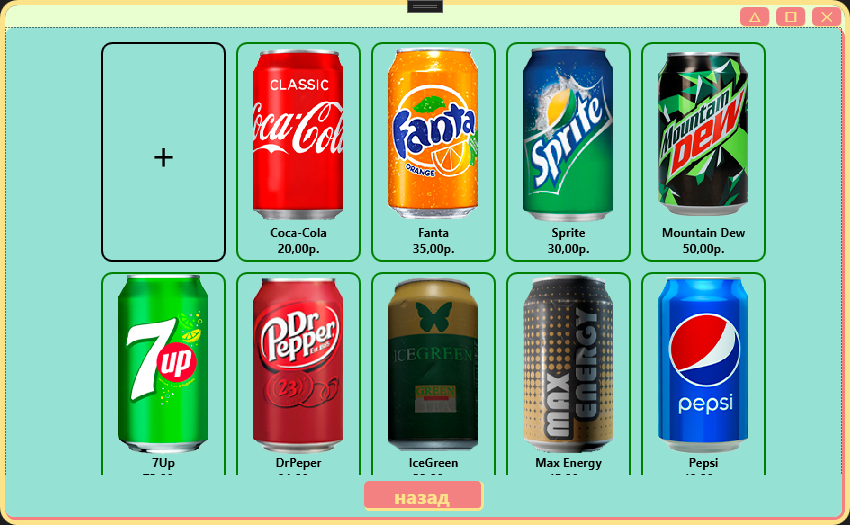 +
CLASSIC
Coca-Cola
Fanta
ORANGE
Sprite
Mountain
Dew
Coca-Cola
Fanta
Sprite
Mountain Dew
20,00р.
35,00р.
30,00р.
50,00р.
7up
Dr
Pepper
23
ICEGREEN
GREEN
MAX
ENERGY
pepsi
7Up
DrPeper
IceGreen
Max Energy
Pepsi
назад